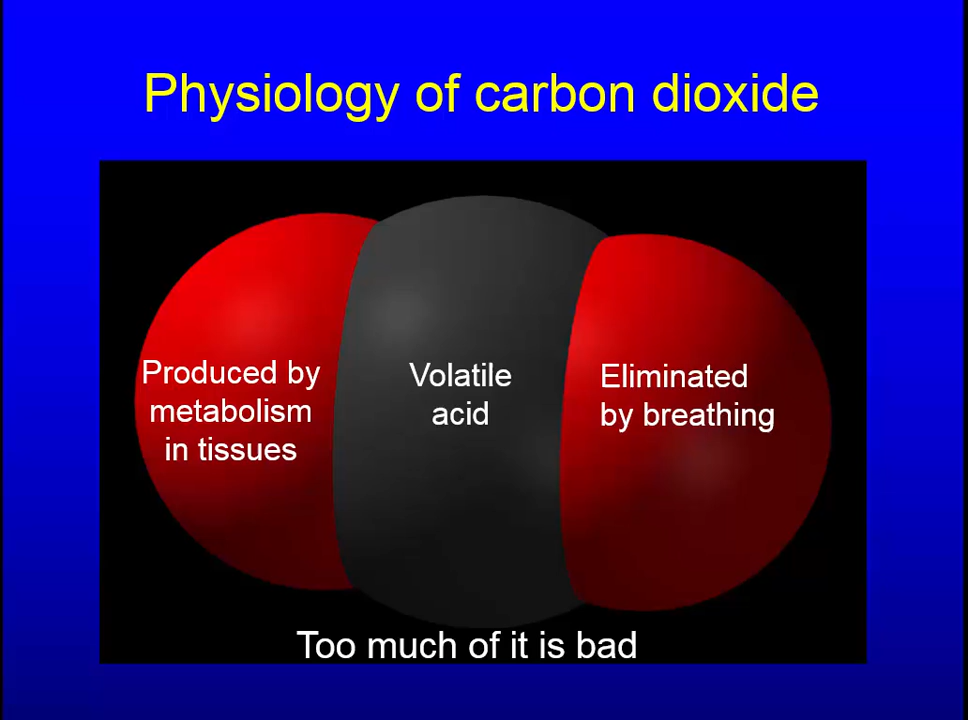 Physiology of carbon dioxide
Produced by
metabolism
in tissues
Volatile
acid
Eliminated
by breathing
Too much of it is bad